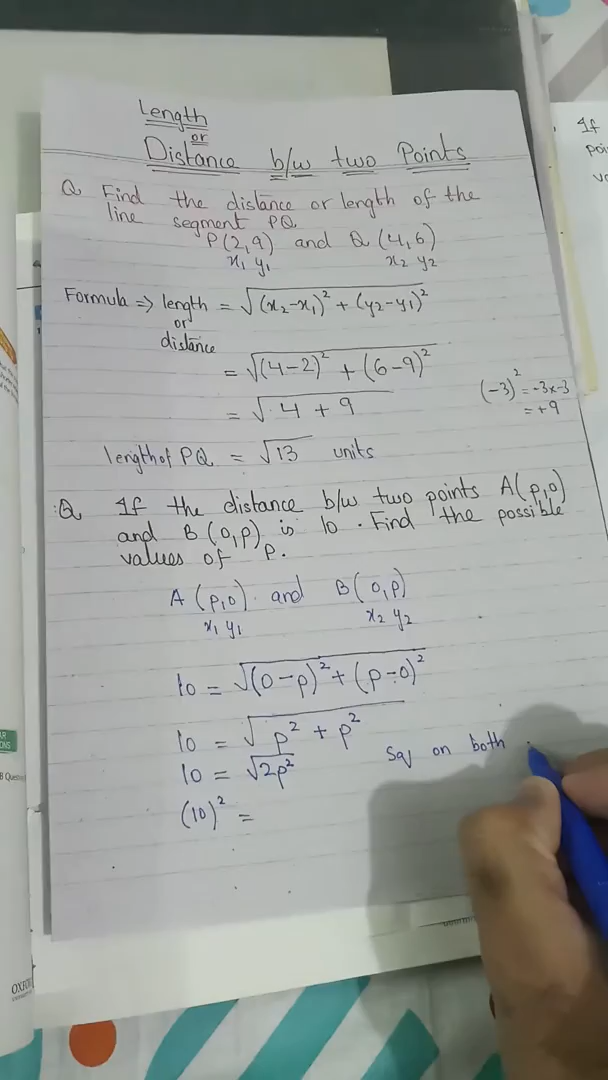 Length
or
Distance b/w two Points
Q Find the distance or length of the
line segment PQ
P(2,9) and Q(4,6)
x₁ y₁ x₂ y₂
Formula => length = √(x₂-x₁)² + (y₂-y₁)²
or
distance
= √(4-2)² + (6-9)²
(-3)² = -3x-3
= +9
= √4 + 9
length of PQ = √13 units
Q If the distance b/w two points A(p,0)
and B(0,p) is 10. Find the possible
values of p.
A(p,0) and B(0,p)
x₁ y₁ x₂ y₂
10 = √(0-p)² + (p-0)²
10 = √p² + p²
10 = √2p²
Sq on both
(10)² =
If
OXFO